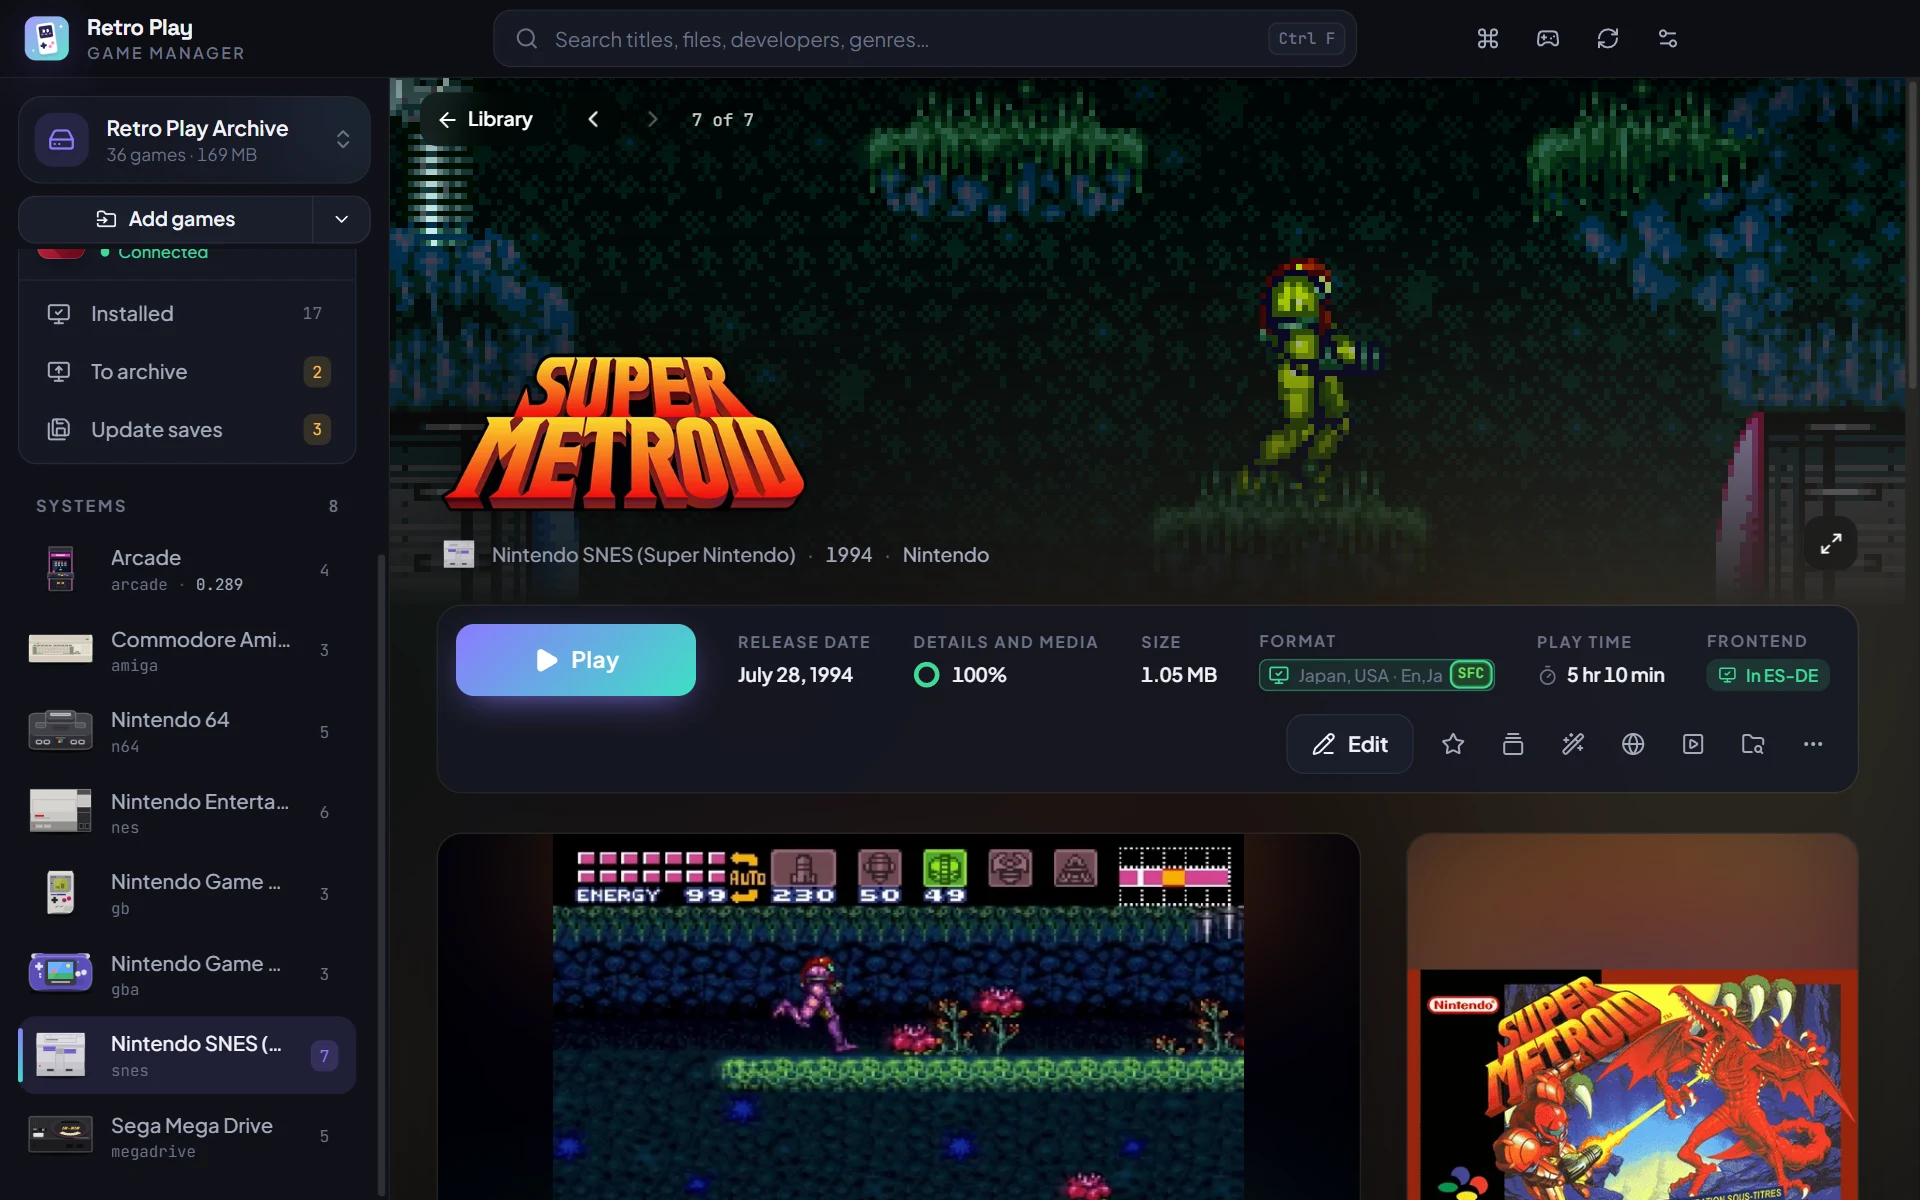 Retro Play
GAME MANAGER
Search titles, files, developers, genres...
Ctrl F
Retro Play Archive
36 games · 169 MB
Add games
Connected
Installed 17
To archive 2
Update saves 3
SYSTEMS 8
Arcade
arcade · 0.289
4
Commodore Ami...
amiga
3
Nintendo 64
n64
5
Nintendo Enterta...
nes
6
Nintendo Game ...
gb
3
Nintendo Game ...
gba
3
Nintendo SNES (...
snes
7
Sega Mega Drive
megadrive
5
Library
7 of 7
SUPER
METROID
Nintendo SNES (Super Nintendo) · 1994 · Nintendo
Play
RELEASE DATE
July 28, 1994
DETAILS AND MEDIA
100%
SIZE
1.05 MB
FORMAT
Japan, USA · En,Ja SFC
PLAY TIME
5 hr 10 min
FRONTEND
In ES-DE
Edit
AUTO
ENERGY 99 230 50 49
Nintendo
SUPER
METROID
SOUS-TITRES